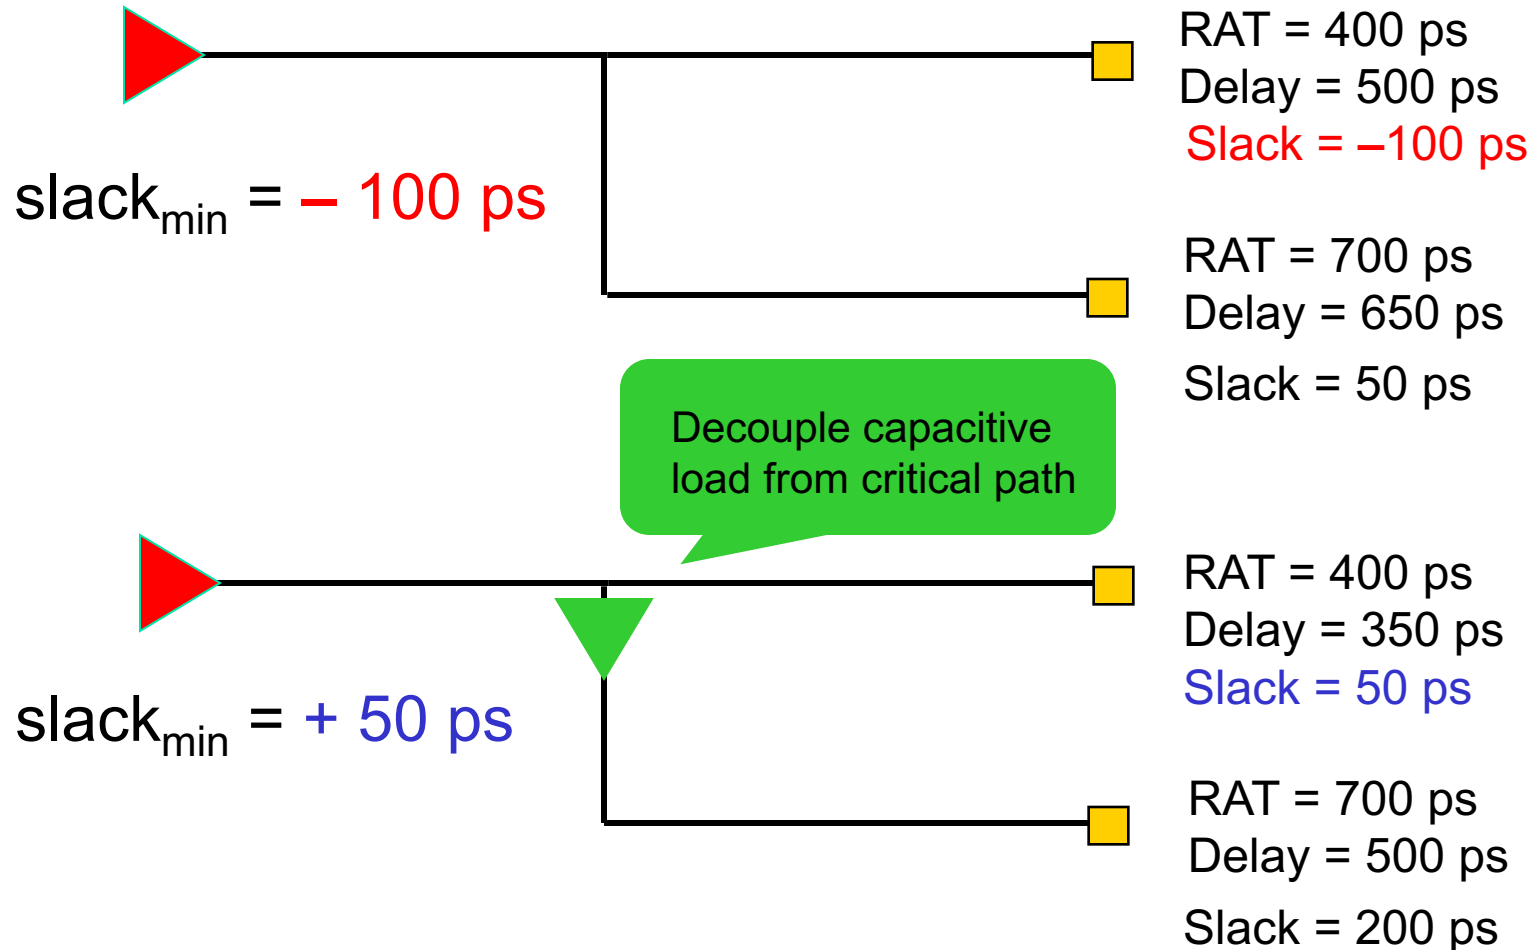 RAT = 400 ps
Delay = 500 ps
Slack = –100 ps
slackmin = – 100 ps
RAT = 700 ps
Delay = 650 ps
Slack = 50 ps
Decouple capacitive
load from critical path
RAT = 400 ps
Delay = 350 ps
Slack = 50 ps
slackmin = + 50 ps
RAT = 700 ps
Delay = 500 ps
Slack = 200 ps